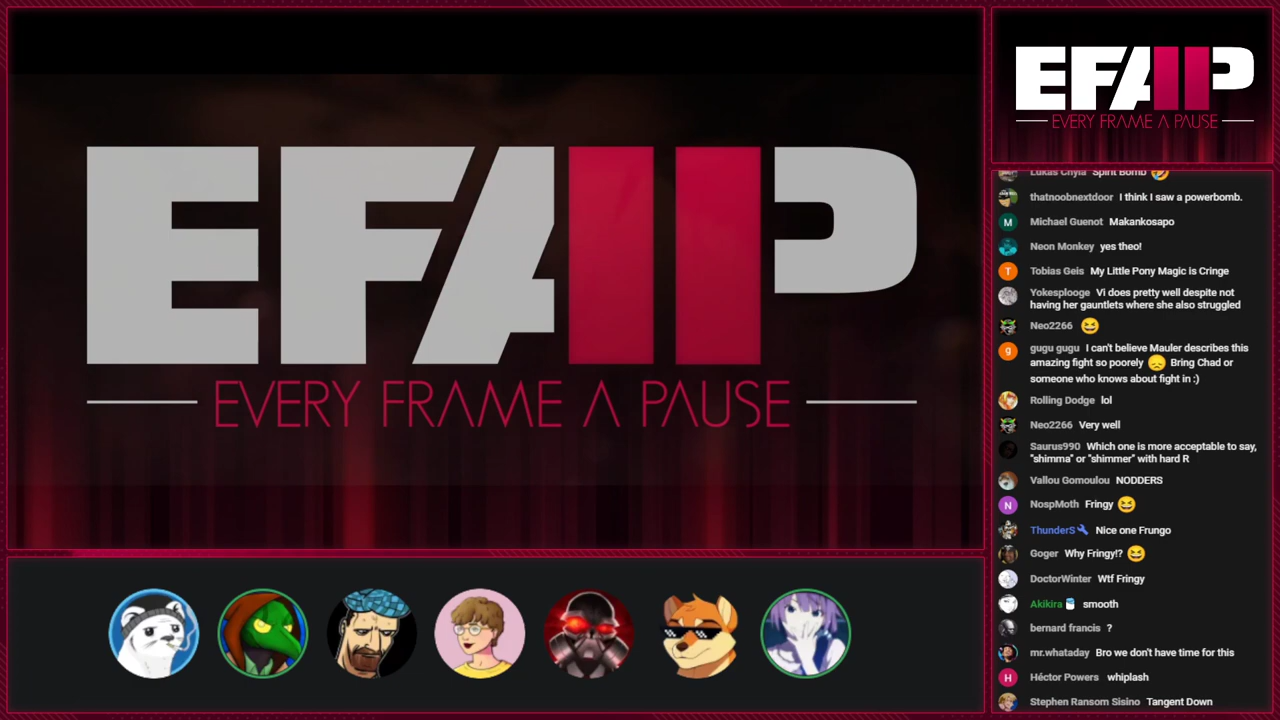 EFAP
EVERY FRAME A PAUSE
EFAP
EVERY FRAME A PAUSE
Lukas Chyla Spirit Bomb 🤣
thatnoobnextdoor I think I saw a powerbomb.
M Michael Guenot Makankosapo
Neon Monkey yes theo!
T Tobias Geis My Little Pony Magic is Cringe
Yokesplooge Vi does pretty well despite not
having her gauntlets where she also struggled
Neo2266 😆
g gugu gugu I can't believe Mauler describes this
amazing fight so poorely 😞 Bring Chad or
someone who knows about fight in :)
Rolling Dodge lol
Neo2266 Very well
Saurus990 Which one is more acceptable to say,
"shimma" or "shimmer" with hard R
Vallou Gomoulou NODDERS
N NospMoth Fringy 😆
ThunderS🔧 Nice one Frungo
Goger Why Fringy!? 😆
DoctorWinter Wtf Fringy
Akikira smooth
bernard francis ?
mr.whataday Bro we don't have time for this
H Héctor Powers whiplash
Stephen Ransom Sisino Tangent Down